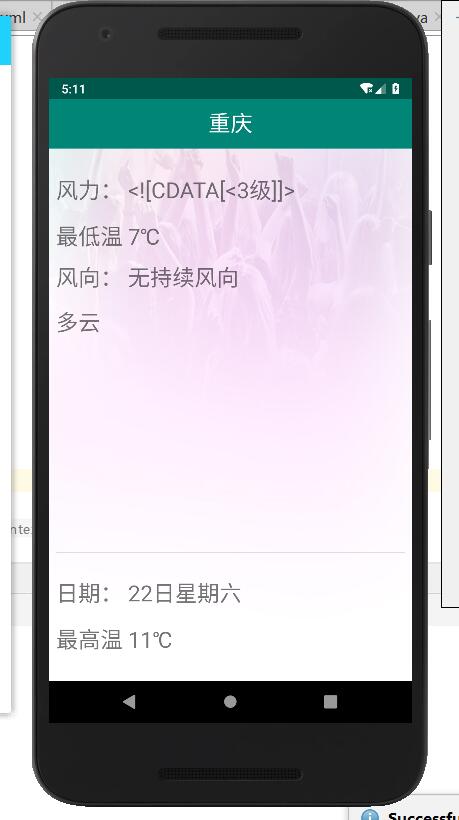 ml
va
5:11
重庆
风力： <![CDATA[<3级]]>
最低温 7℃
风向： 无持续风向
多云
日期： 22日星期六
最高温 11℃
Successfu